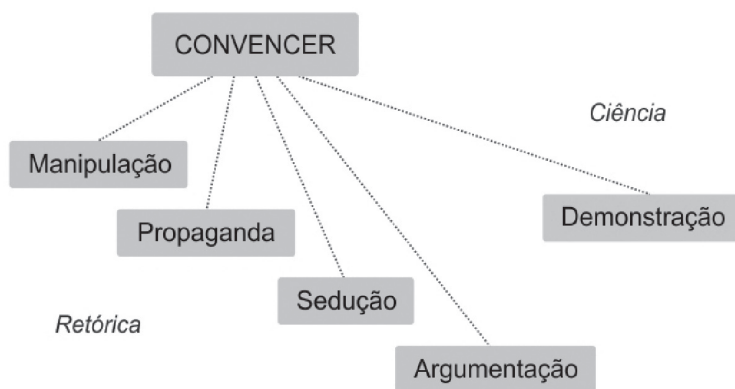 CONVENCER
Ciência
Manipulação
Demonstração
Propaganda
Sedução
Retórica
Argumentação